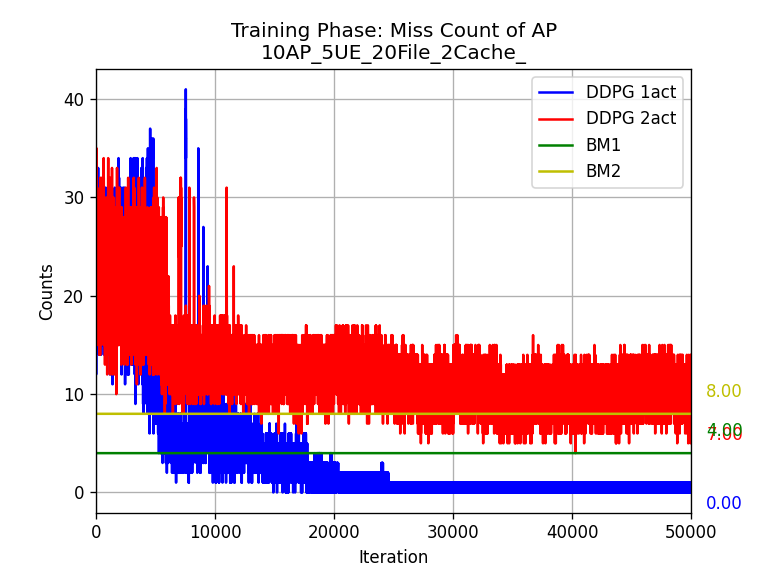 Training Phase: Miss Count of AP
10AP_5UE_20File_2Cache_
DDPG 1act
DDPG 2act
BM1
BM2
Counts
40
30
20
10
0
8.00
4.00
7.00
0.00
0
10000
20000
30000
40000
50000
Iteration